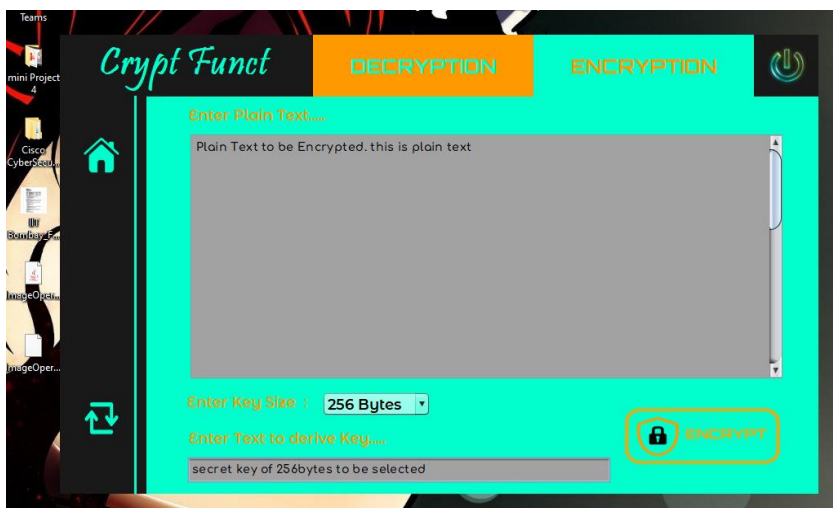 Teams
mini Project
4
Cisco
CyberSecu...
Bombay_F...
ImageOper...
ImageOper...
Crypt Funct
DECRYPTION
ENCRYPTION
Enter Plain Text.....
Plain Text to be Encrypted. this is plain text
Enter Key Size :
256 Bytes
Enter Text to derive Key.....
secret key of 256bytes to be selected
ENCRYPT